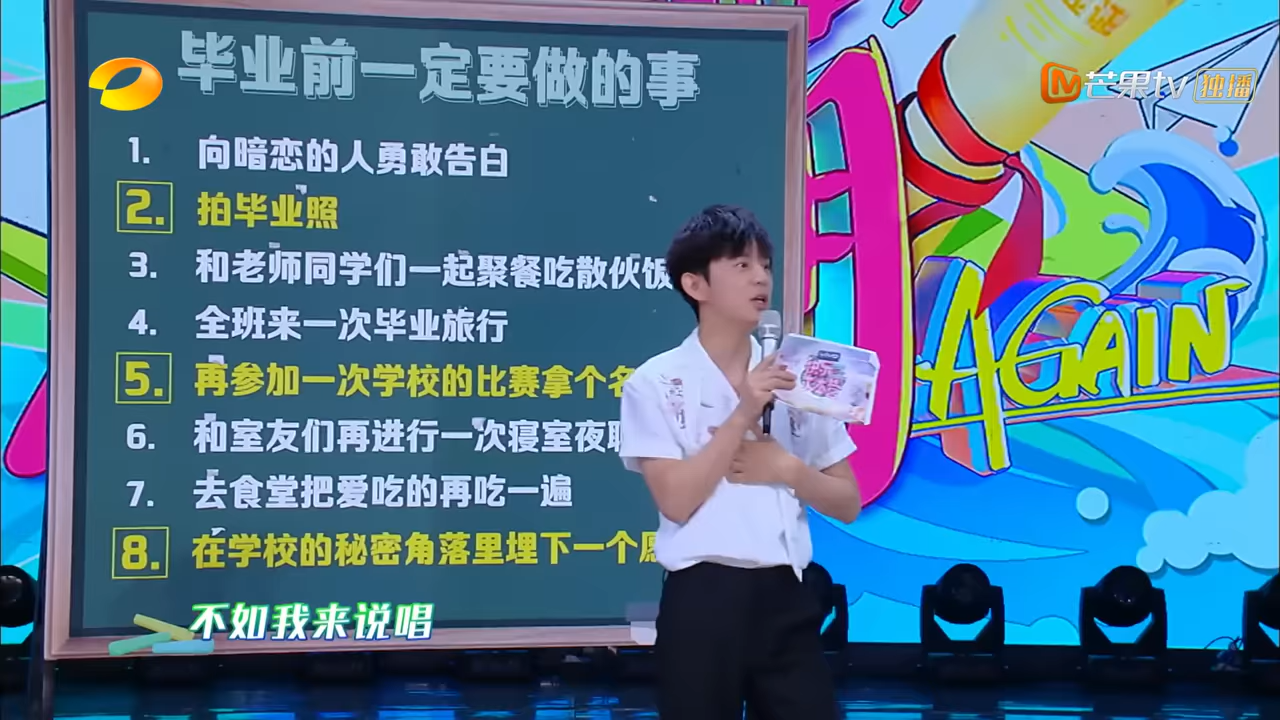 毕业前一定要做的事
芒果tv 独播
1. 向暗恋的人勇敢告白
2. 拍毕业照
3. 和老师同学们一起聚餐吃散伙饭
4. 全班来一次毕业旅行
5. 再参加一次学校的比赛拿个名
6. 和室友们再进行一次寝室夜聊
7. 去食堂把爱吃的再吃一遍
8. 在学校的秘密角落里埋下一个愿
AGAIN
不如我来说唱